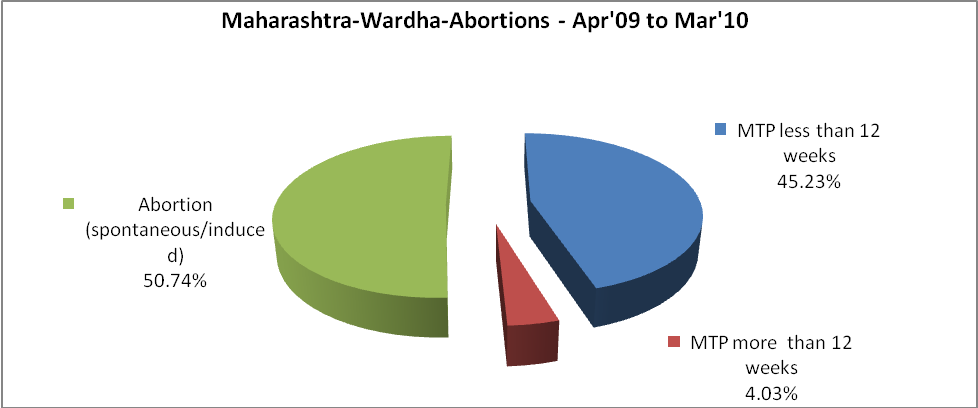 Maharashtra-Wardha-Abortions - Apr'09 to Mar'10
MTP less than 12
weeks
45.23%
Abortion
(spontaneous/induce
d)
50.74%
MTP more  than 12
weeks
4.03%